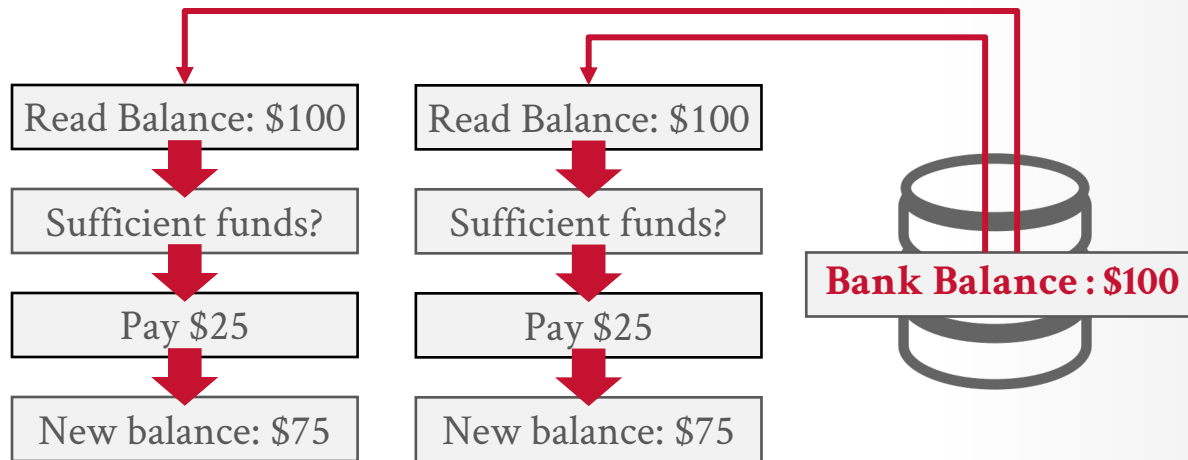 Read Balance: $100
Sufficient funds?
Pay $25
New balance: $75
Read Balance: $100
Sufficient funds?
Pay $25
New balance: $75
Bank Balance : $100